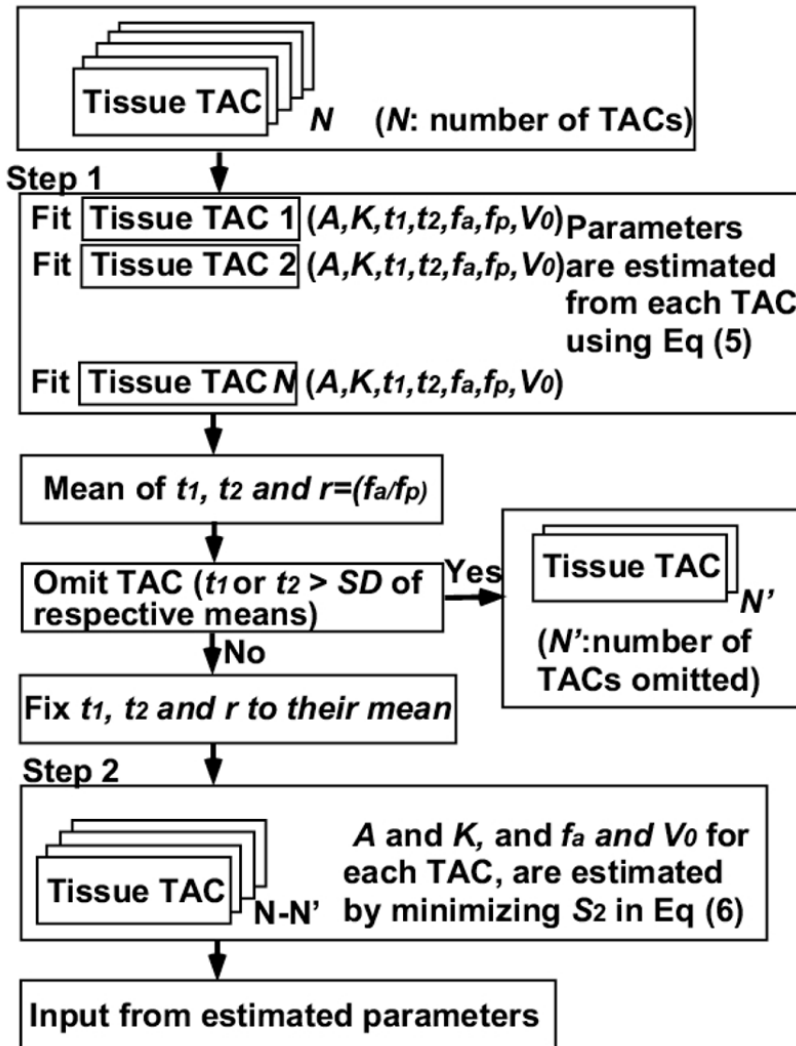 Tissue TAC N (N: number of TACs)
Step 1
Fit Tissue TAC 1 (A,K,t1,t2,fa,fp,V0) Parameters
Fit Tissue TAC 2 (A,K,t1,t2,fa,fp,V0) are estimated
from each TAC
using Eq (5)
Fit Tissue TAC N (A,K,t1,t2,fa,fp,V0)
Mean of t1, t2 and r=(fa/fp)
Omit TAC (t1 or t2 > SD of
respective means)
Yes
Tissue TAC N'
(N':number of
TACs omitted)
No
Fix t1, t2 and r to their mean
Step 2
Tissue TAC N-N'
A and K, and fa and V0 for
each TAC, are estimated
by minimizing S2 in Eq (6)
Input from estimated parameters